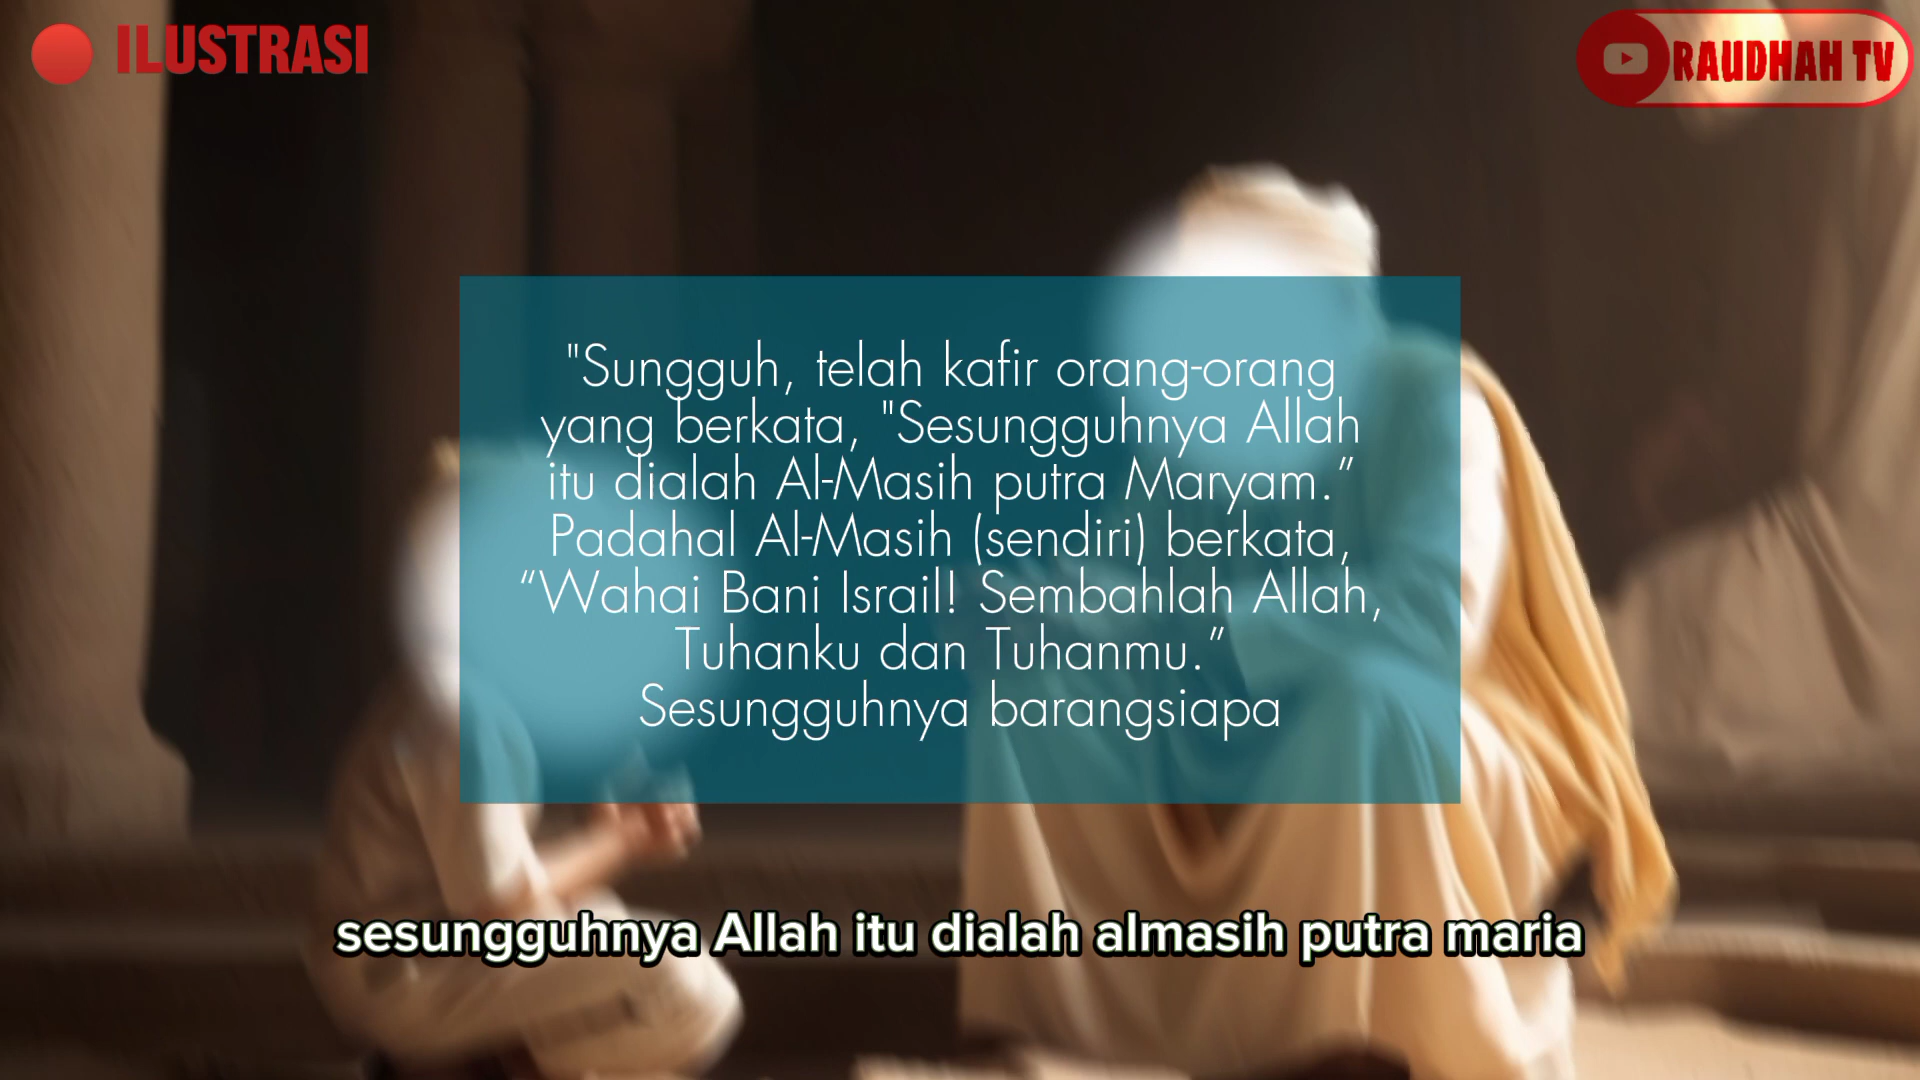 ILUSTRASI
RAUDHAH TV
"Sungguh, telah kafir orang-orang
yang berkata, "Sesungguhnya Allah
itu dialah Al-Masih putra Maryam.”
Padahal Al-Masih (sendiri) berkata,
“Wahai Bani Israil! Sembahlah Allah,
Tuhanku dan Tuhanmu.”
Sesungguhnya barangsiapa
sesungguhnya Allah itu dialah almasih putra maria